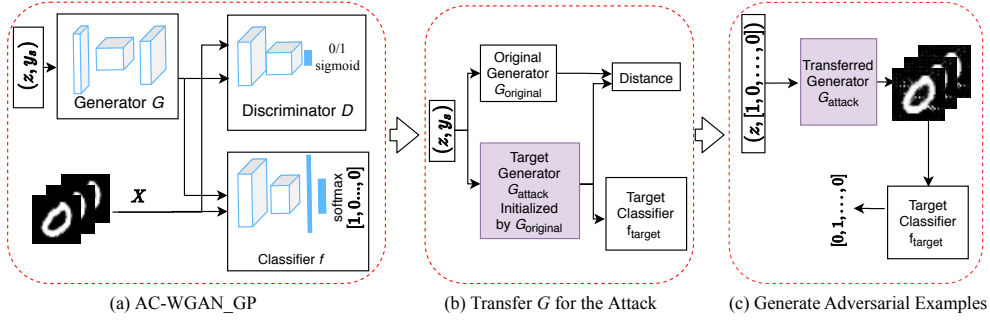 (z, y_s)
Generator G
0/1
sigmoid
Discriminator D
X
softmax
[1, 0..., 0]
Classifier f
(a) AC-WGAN_GP
(z, y_s)
Original
Generator
G_original
Distance
Target
Generator
G_attack
Initialized
by G_original
Target
Classifier
f_target
(b) Transfer G for the Attack
(z, [1, 0, . . . , 0])
Transferred
Generator
G_attack
[0, 1, . . . , 0]
Target
Classifier
f_target
(c) Generate Adversarial Examples